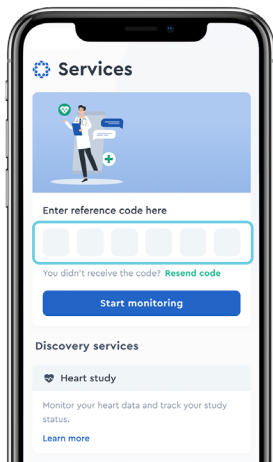 Services
Enter reference code here
You didn't receive the code? Resend code
Start monitoring
Discovery services
Heart study
Monitor your heart data and track your study
status.
Learn more